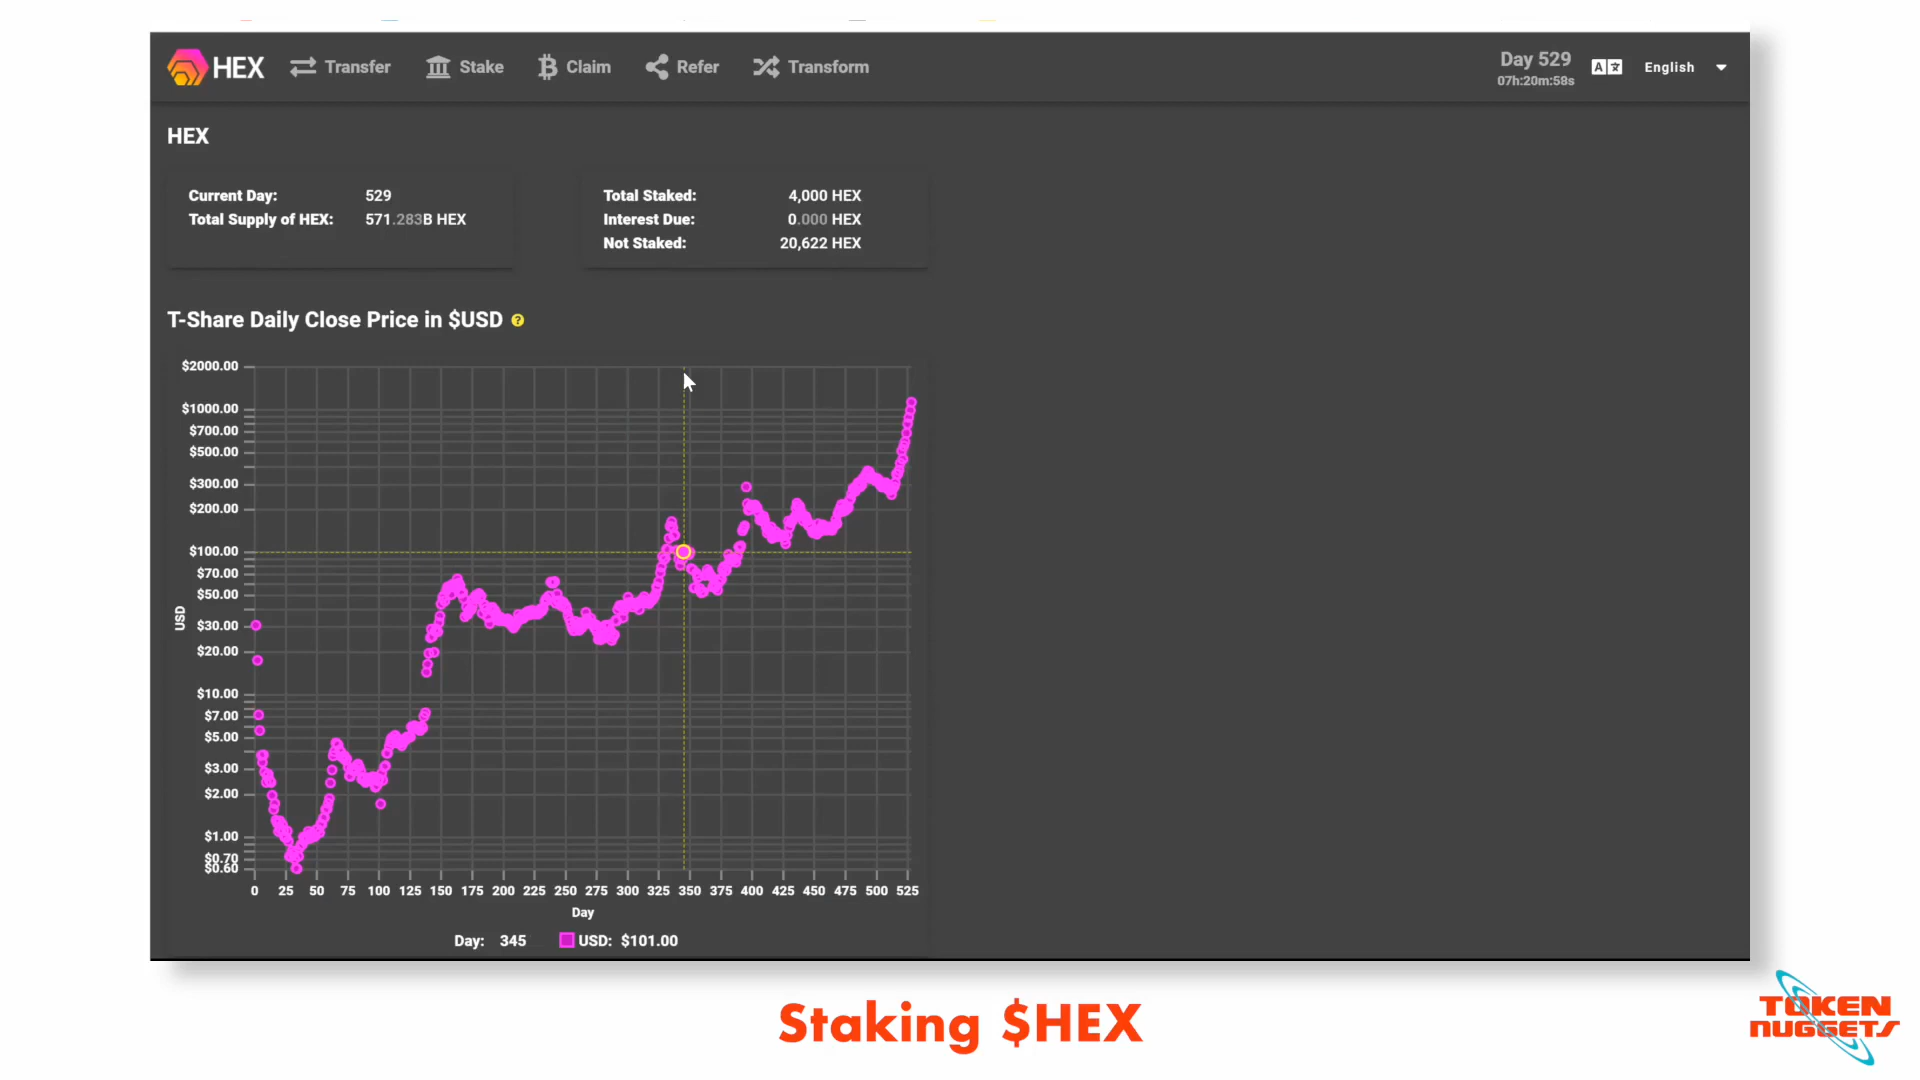 HEX
Transfer
Stake
Claim
Refer
Transform
Day 529
07h:20m:58s
A
English
HEX
Current Day: 529
Total Supply of HEX: 571.283B HEX
Total Staked: 4,000 HEX
Interest Due: 0.000 HEX
Not Staked: 20,622 HEX
T-Share Daily Close Price in $USD ?
$2000.00
$1000.00
$700.00
$500.00
$300.00
$200.00
$100.00
$70.00
$50.00
$30.00
$20.00
$10.00
$7.00
$5.00
$3.00
$2.00
$1.00
$0.70
$0.60
USD
0 25 50 75 100 125 150 175 200 225 250 275 300 325 350 375 400 425 450 475 500 525
Day
Day: 345 USD: $101.00
Staking $HEX
TOKEN
NUGGETS